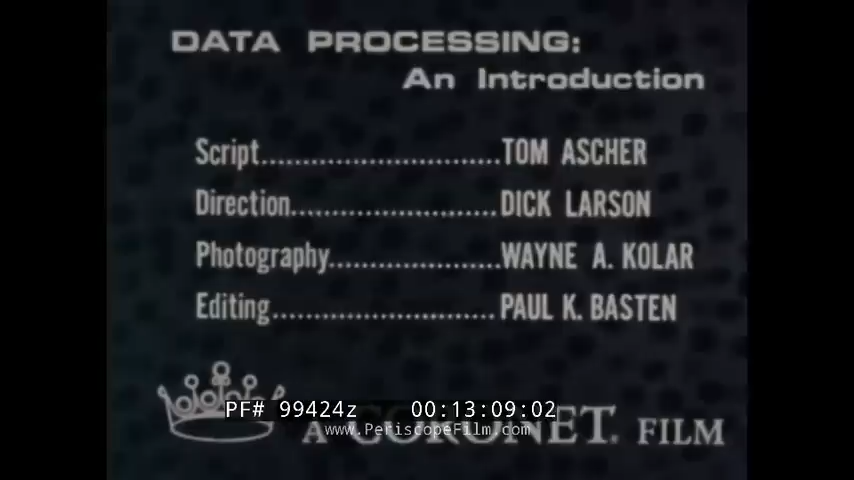 DATA PROCESSING:
An Introduction
Script..............................TOM ASCHER
Direction.........................DICK LARSON
Photography.....................WAYNE A. KOLAR
Editing...........................PAUL K. BASTEN
PF# 99424z 00:13:09:02
A CORONET® FILM
www.PeriscopeFilm.com